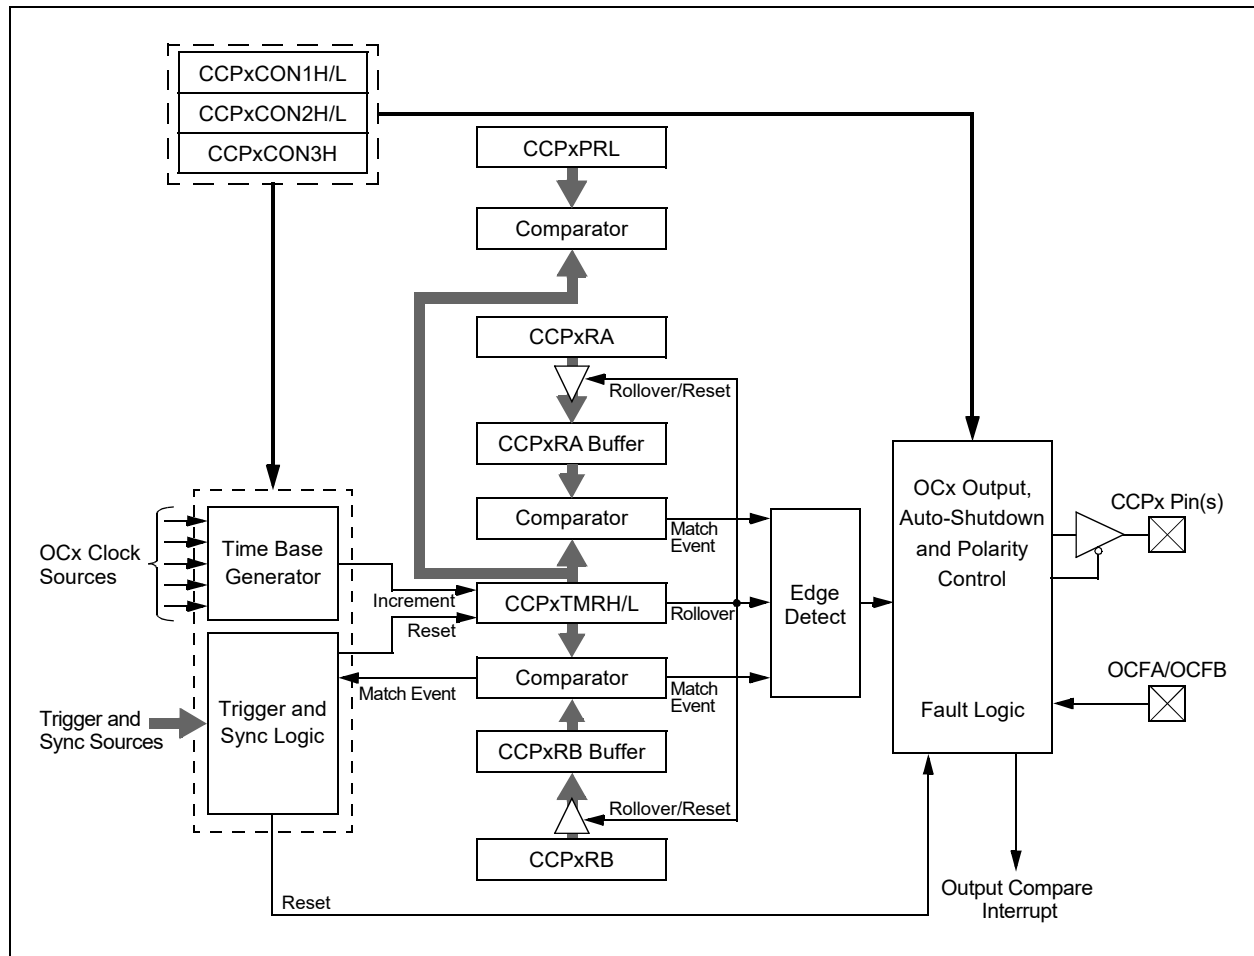 CCPxCON1H/L
CCPxCON2H/L
CCPxCON3H
CCPxPRL
Comparator
CCPxRA
Rollover/Reset
CCPxRA Buffer
OCx Output,
Auto-Shutdown
and Polarity
Control
CCPx Pin(s)
Comparator
Match
Event
OCx Clock
Sources
Time Base
Generator
Increment
Reset
CCPxTMRH/L
Rollover
Edge
Detect
Comparator
Match Event
Match
Event
OCFA/OCFB
Trigger and
Sync Sources
Trigger and
Sync Logic
Fault Logic
CCPxRB Buffer
Rollover/Reset
CCPxRB
Reset
Output Compare
Interrupt